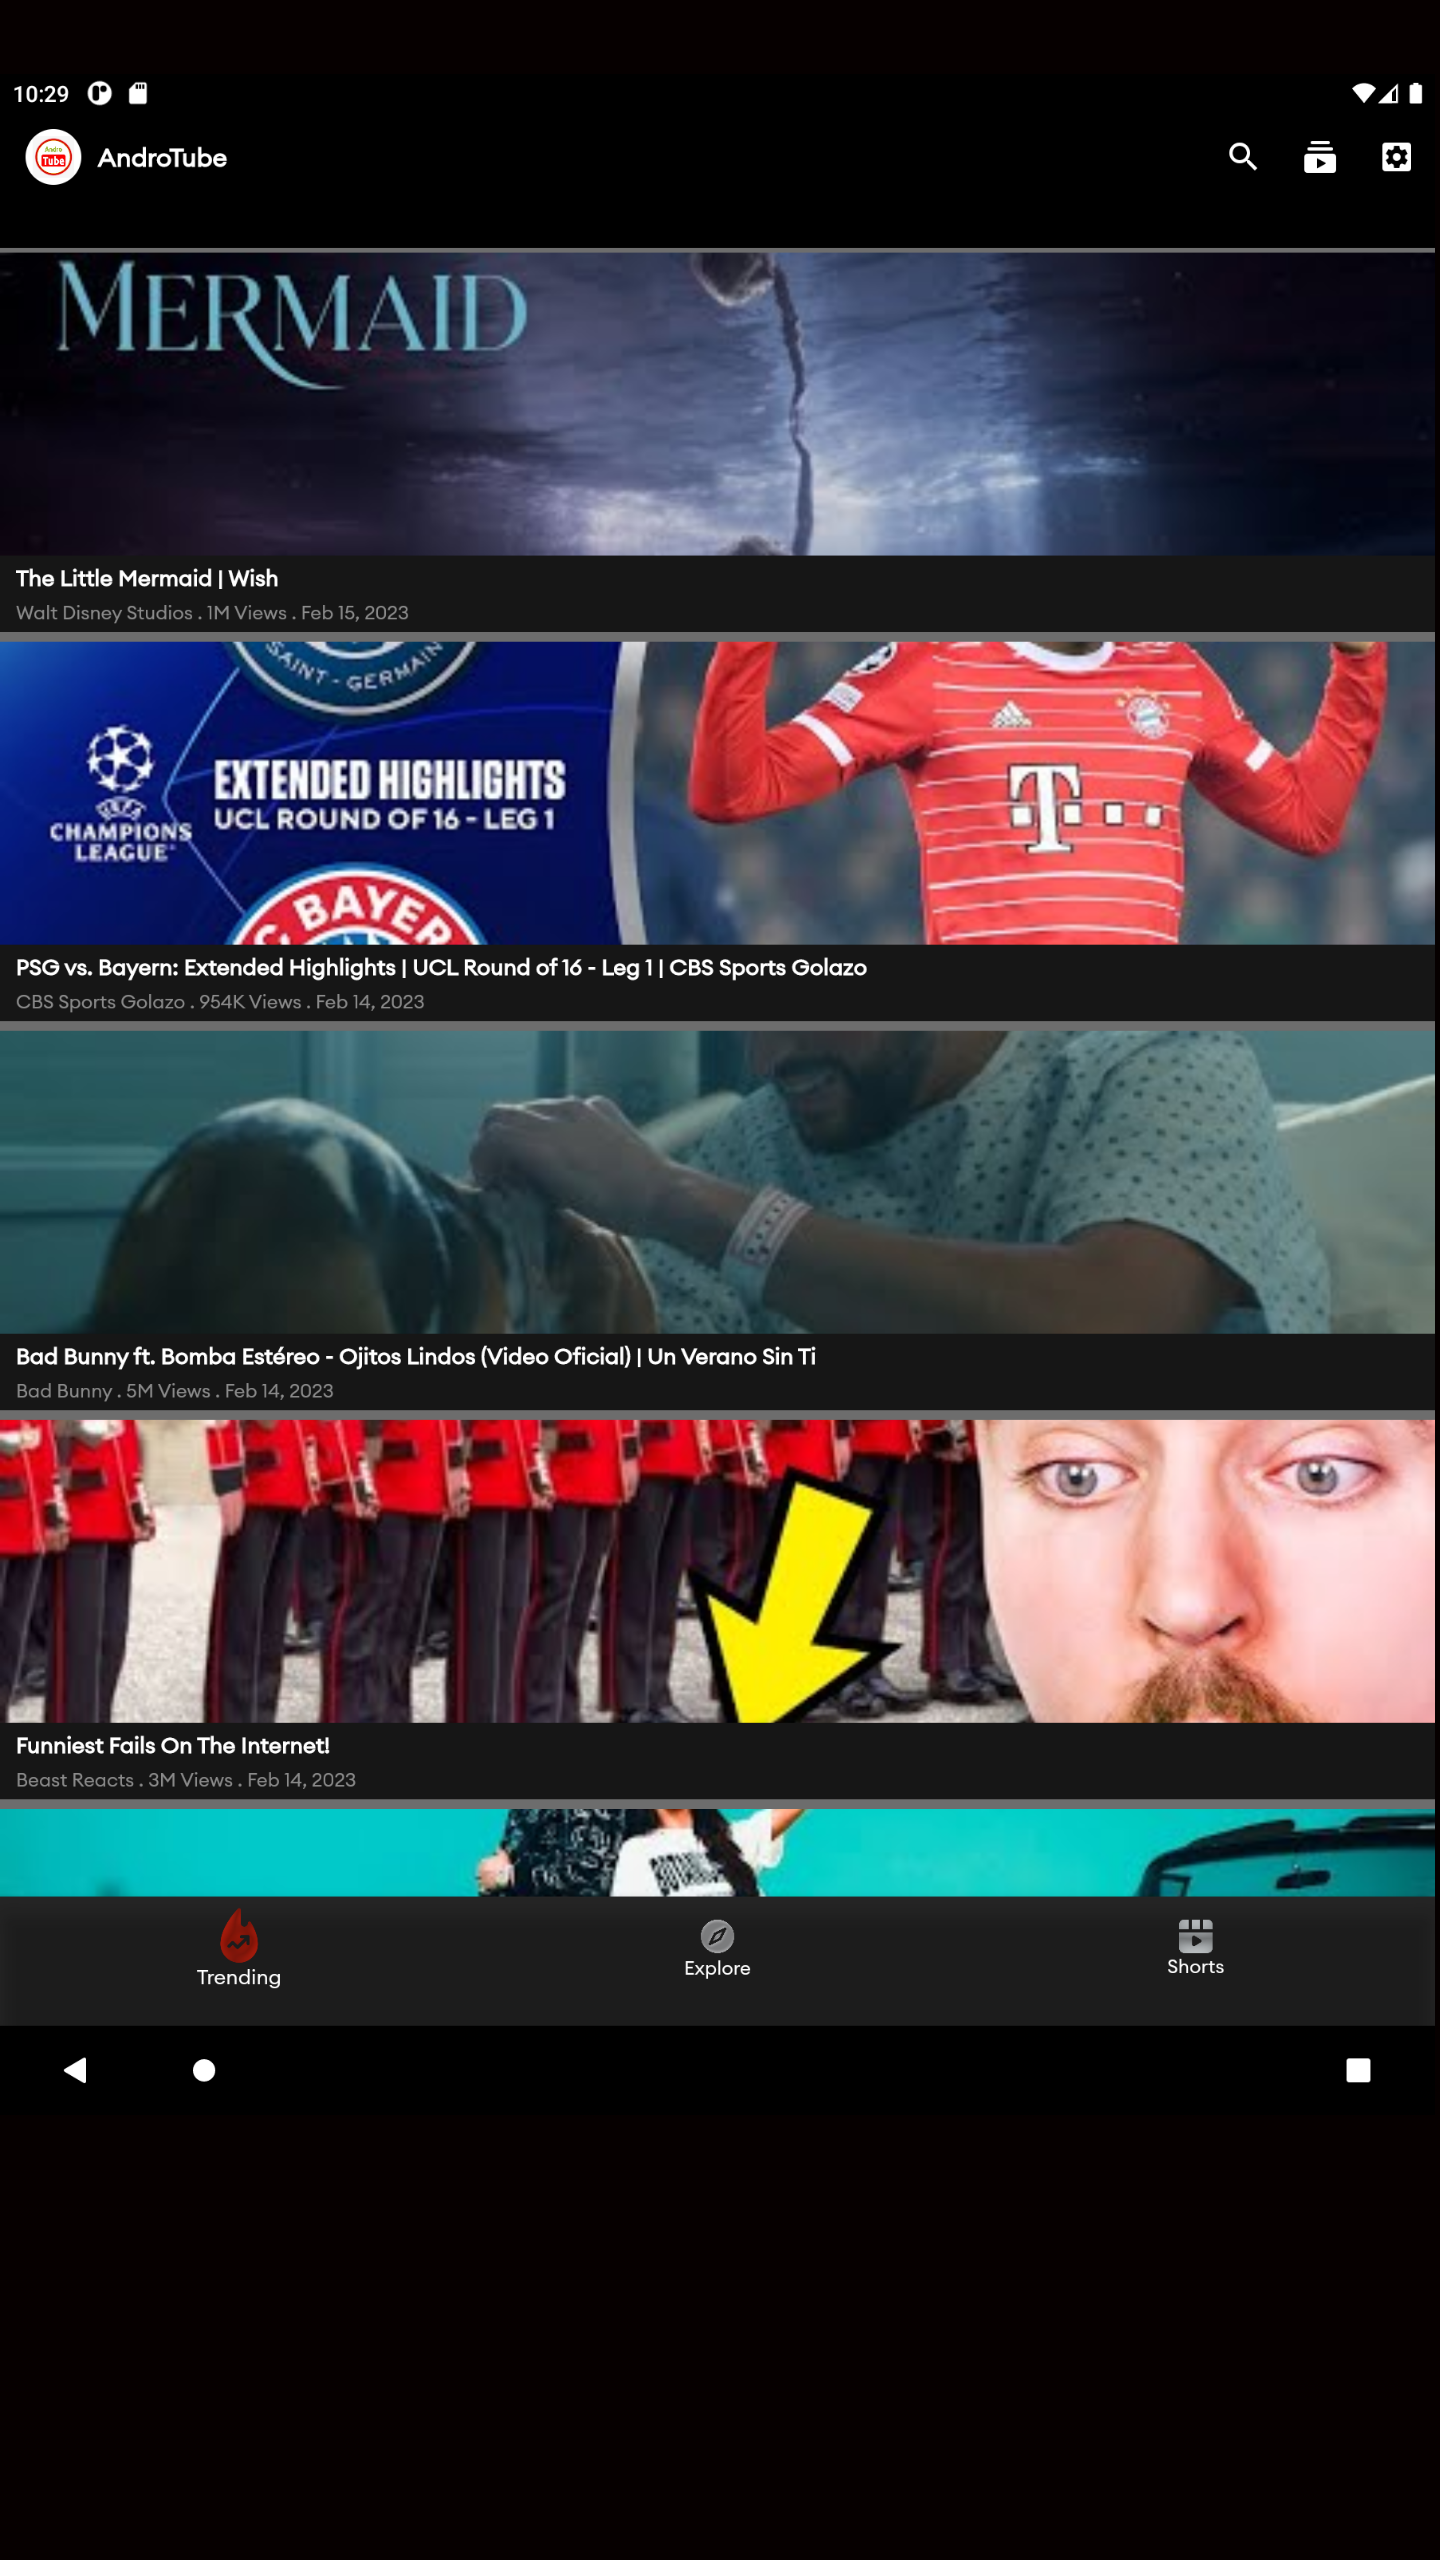 10:29
Andro
Tube
AndroTube
MERMAID
The Little Mermaid | Wish
Walt Disney Studios . 1M Views . Feb 15, 2023
SAINT - GERMAIN
EXTENDED HIGHLIGHTS
UCL ROUND OF 16 - LEG 1
UEFA
CHAMPIONS
LEAGUE
T
BAYER
PSG vs. Bayern: Extended Highlights | UCL Round of 16 - Leg 1 | CBS Sports Golazo
CBS Sports Golazo . 954K Views . Feb 14, 2023
Bad Bunny ft. Bomba Estéreo - Ojitos Lindos (Video Oficial) | Un Verano Sin Ti
Bad Bunny . 5M Views . Feb 14, 2023
Funniest Fails On The Internet!
Beast Reacts . 3M Views . Feb 14, 2023
Trending
Explore
Shorts